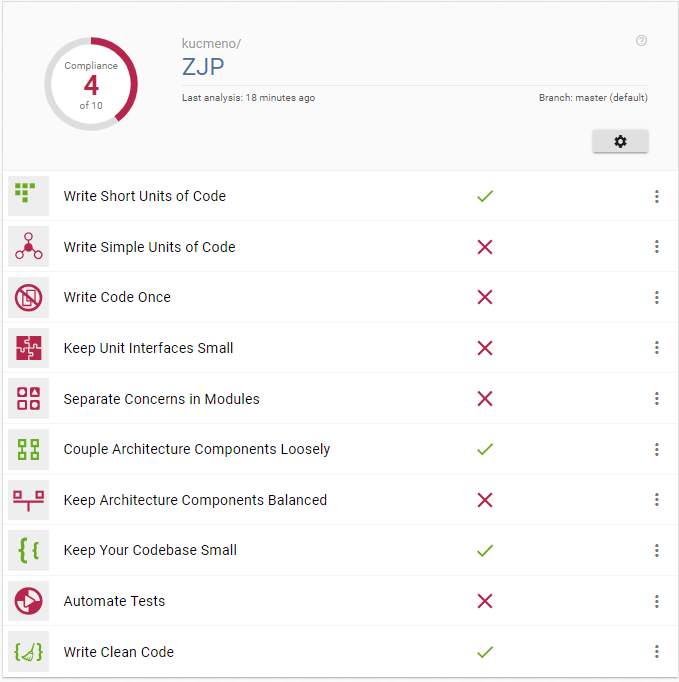 Compliance
4
of 10
kucmeno/
ZJP
Last analysis: 18 minutes ago
Branch: master (default)
Write Short Units of Code
Write Simple Units of Code
Write Code Once
Keep Unit Interfaces Small
Separate Concerns in Modules
Couple Architecture Components Loosely
Keep Architecture Components Balanced
Keep Your Codebase Small
Automate Tests
Write Clean Code